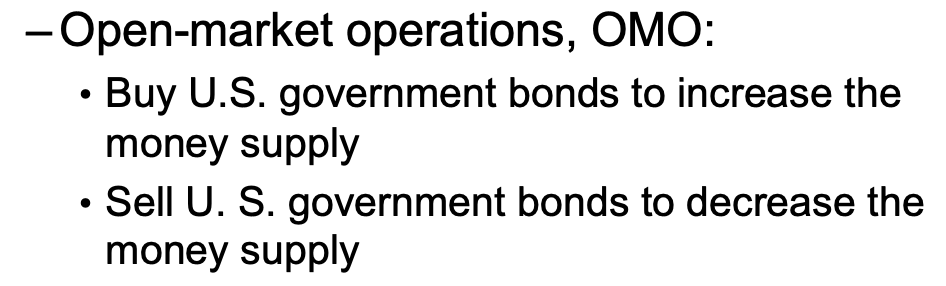 –Open-market operations, OMO:
• Buy U.S. government bonds to increase the
money supply
• Sell U. S. government bonds to decrease the
money supply